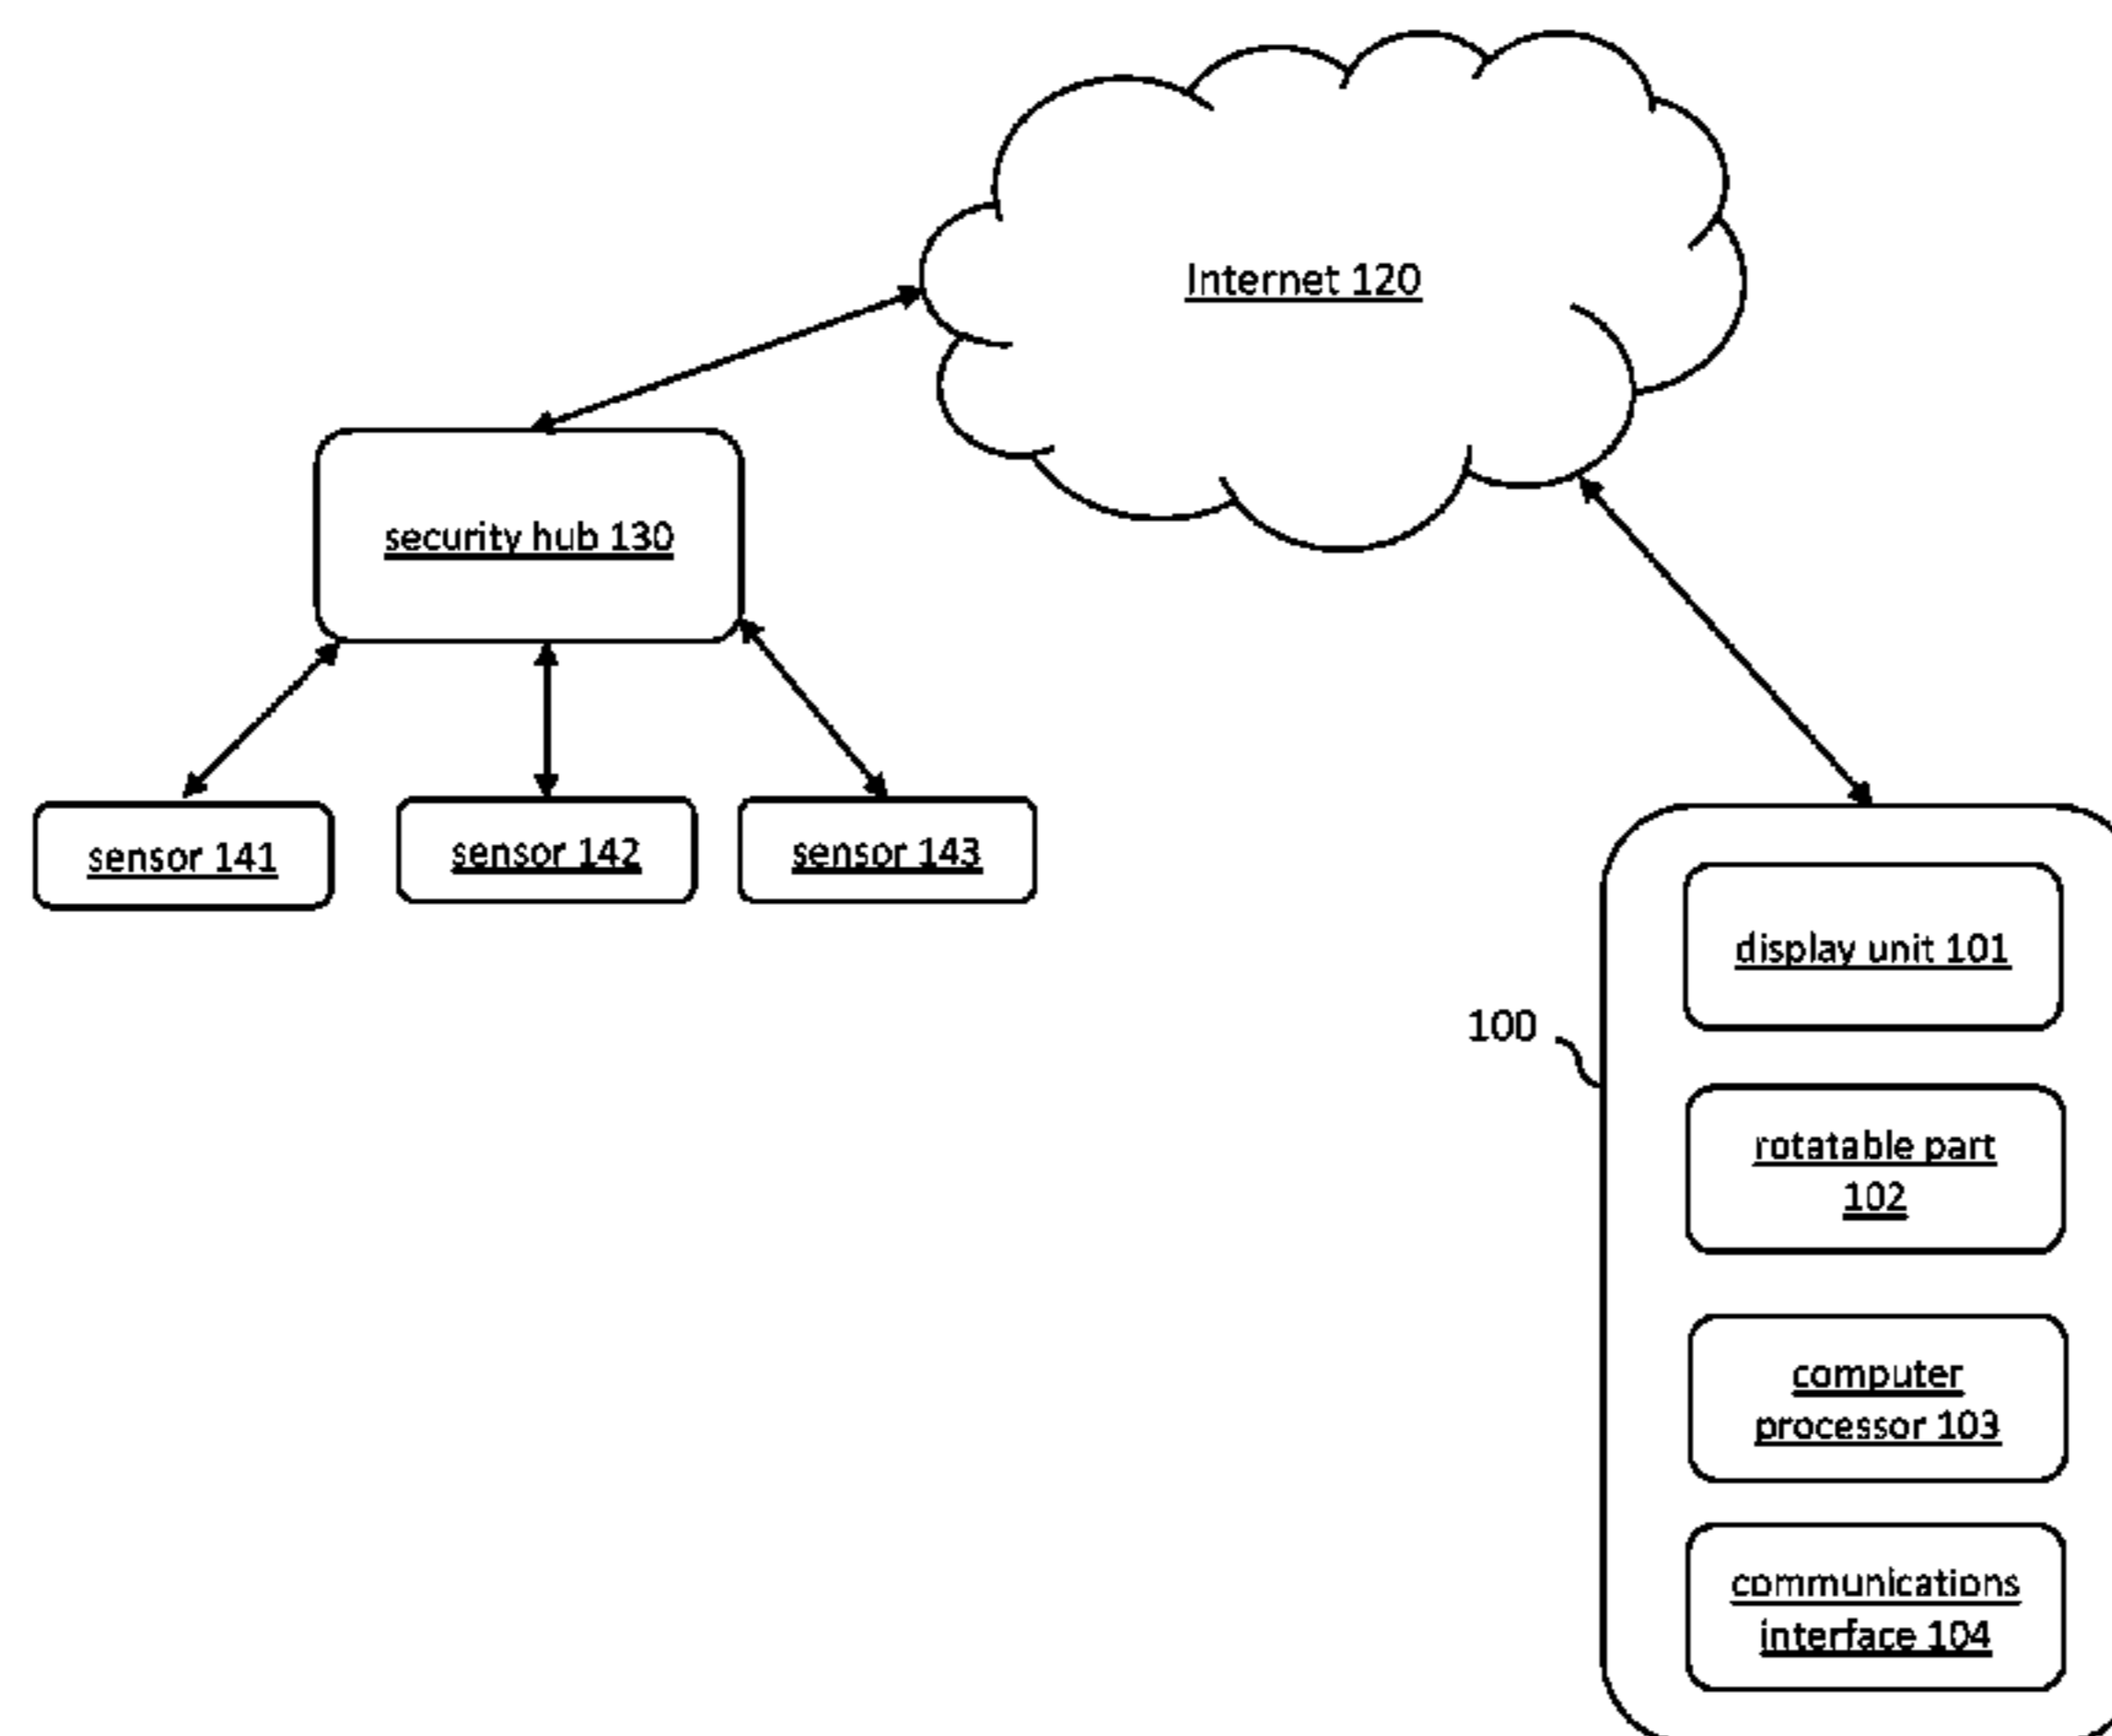 Internet 120
security hub 130
sensor 141
sensor 142
sensor 143
100
display unit 101
rotatable part
102
computer
processor 103
communications
interface 104